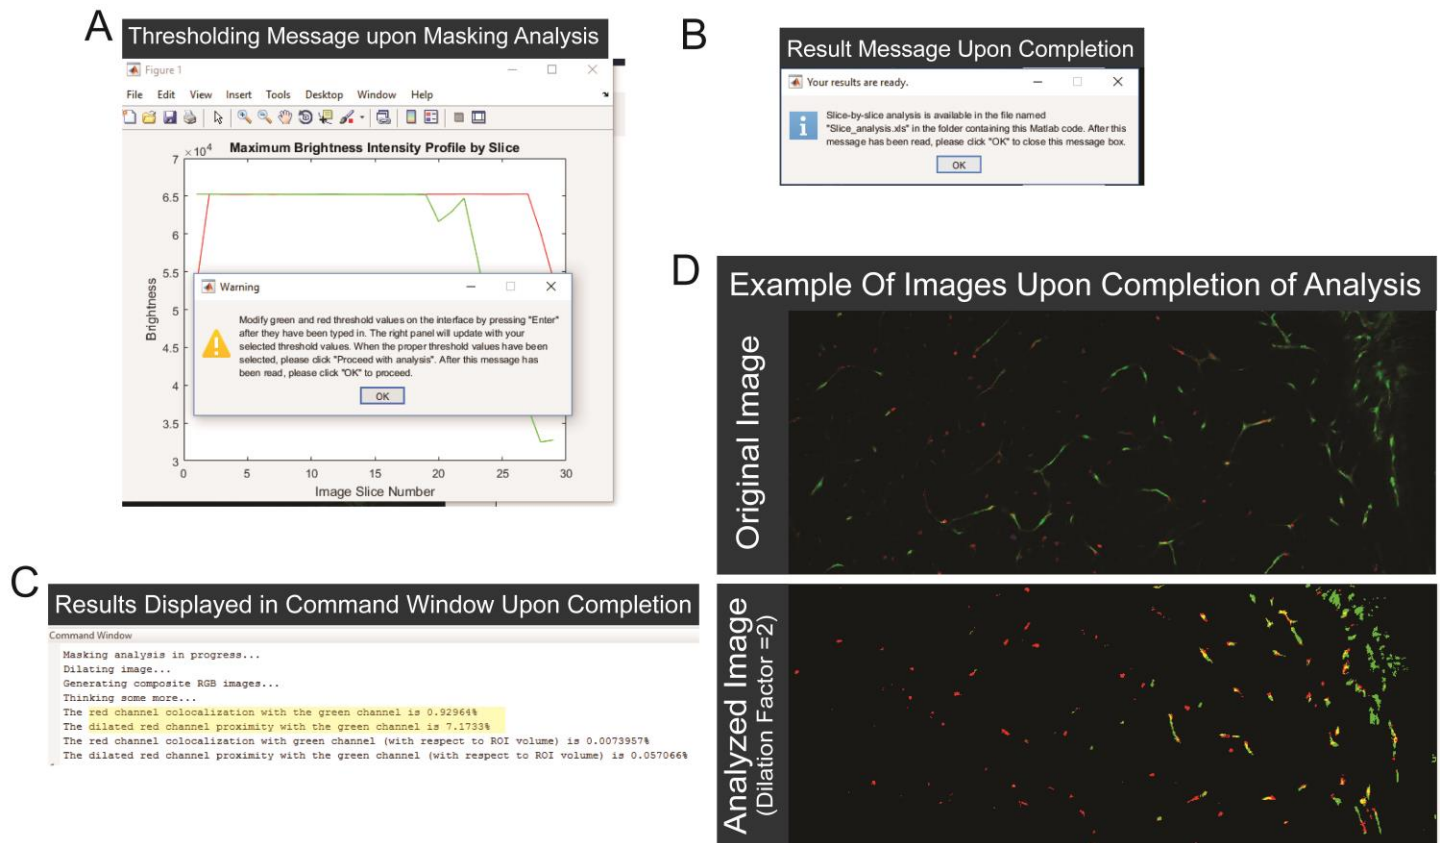 A
Thresholding Message upon Masking Analysis
Figure 1
File Edit View Insert Tools Desktop Window Help
×10⁴
Maximum Brightness Intensity Profile by Slice
7
6.5
6
5.5
5
4.5
4
3.5
3
Brightness
0 5 10 15 20 25 30
Image Slice Number
Warning
Modify green and red threshold values on the interface by pressing "Enter"
after they have been typed in. The right panel will update with your
selected threshold values. When the proper threshold values have been
selected, please click "Proceed with analysis". After this message has
been read, please click "OK" to proceed.
OK
B
Result Message Upon Completion
Your results are ready.
Slice-by-slice analysis is available in the file named
"Slice_analysis.xls" in the folder containing this Matlab code. After this
message has been read, please click "OK" to close this message box.
OK
C
Results Displayed in Command Window Upon Completion
Command Window
Masking analysis in progress...
Dilating image...
Generating composite RGB images...
Thinking some more...
The red channel colocalization with the green channel is 0.92964%
The dilated red channel proximity with the green channel is 7.1733%
The red channel colocalization with green channel (with respect to ROI volume) is 0.0073957%
The dilated red channel proximity with the green channel (with respect to ROI volume) is 0.057066%
D
Example Of Images Upon Completion of Analysis
Original Image
Analyzed Image
(Dilation Factor =2)